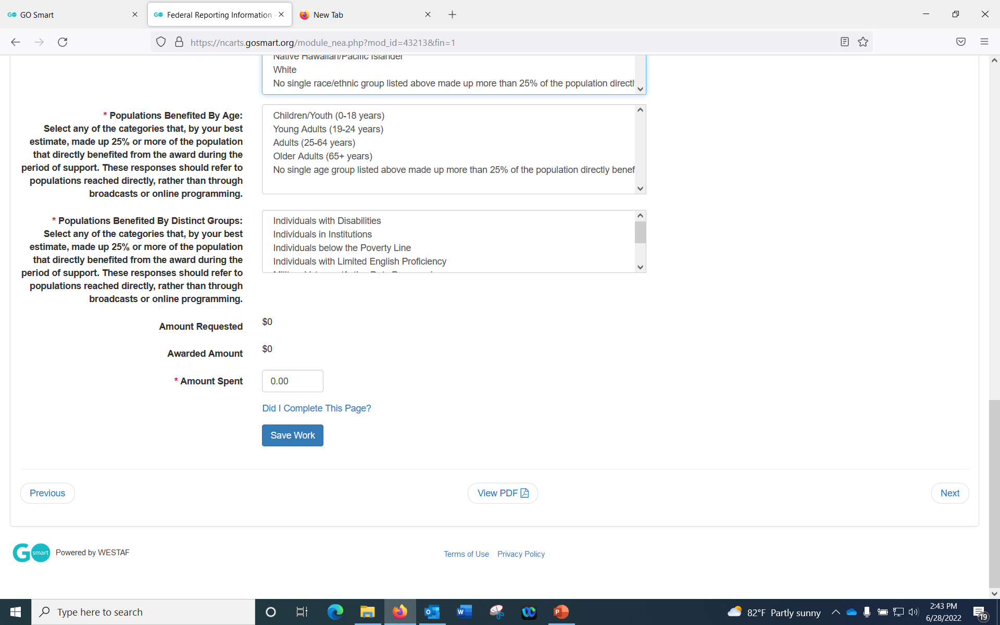 GO Smart
Federal Reporting Information -
New Tab
https://ncarts.gosmart.org/module_nea.php?mod_id=43213&fin=1
Native Hawaiian/Pacific Islander
White
No single race/ethnic group listed above made up more than 25% of the population directl
* Populations Benefited By Age:
Select any of the categories that, by your best
estimate, made up 25% or more of the population
that directly benefited from the award during the
period of support. These responses should refer to
populations reached directly, rather than through
broadcasts or online programming.
Children/Youth (0-18 years)
Young Adults (19-24 years)
Adults (25-64 years)
Older Adults (65+ years)
No single age group listed above made up more than 25% of the population directly benef
* Populations Benefited By Distinct Groups:
Select any of the categories that, by your best
estimate, made up 25% or more of the population
that directly benefited from the award during the
period of support. These responses should refer to
populations reached directly, rather than through
broadcasts or online programming.
Individuals with Disabilities
Individuals in Institutions
Individuals below the Poverty Line
Individuals with Limited English Proficiency
Amount Requested
$0
Awarded Amount
$0
* Amount Spent
0.00
Did I Complete This Page?
Save Work
Previous
View PDF
Next
G smart
Powered by WESTAF
Terms of Use
Privacy Policy
Type here to search
82°F Partly sunny
2:43 PM
6/28/2022
19